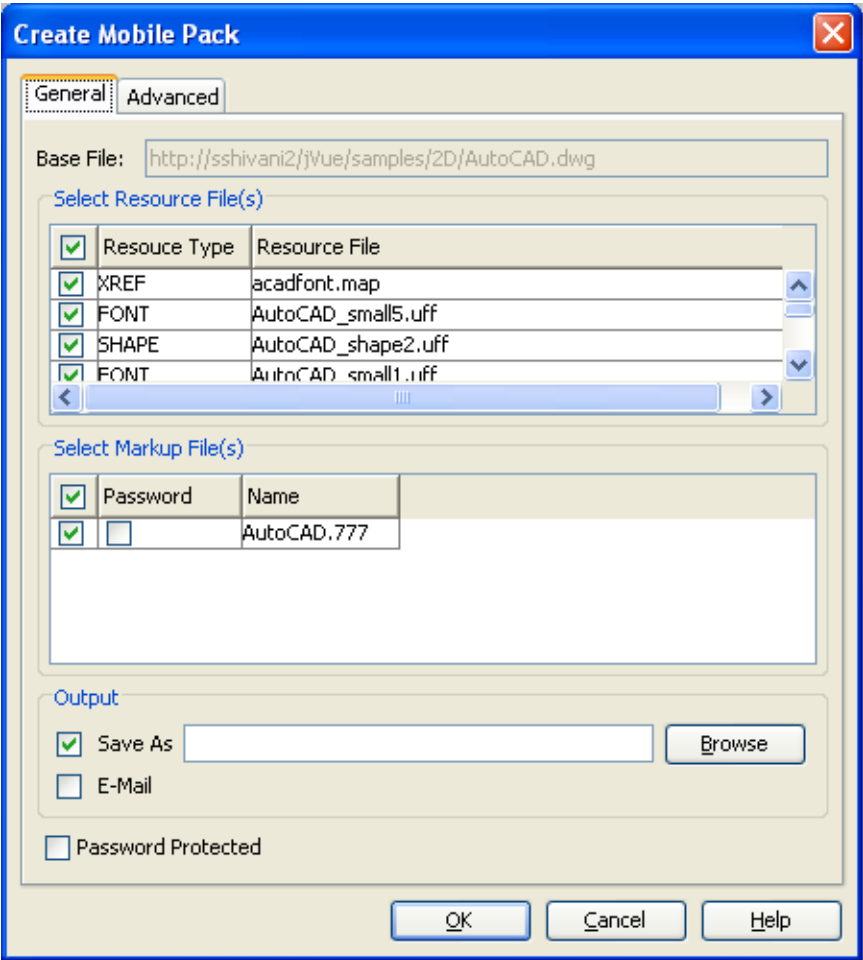 Create Mobile Pack
General Advanced
Base File: http://sshivani2/jVue/samples/2D/AutoCAD.dwg
Select Resource File(s)
Resouce Type Resource File
XREF acadfont.map
FONT AutoCAD_small5.uff
SHAPE AutoCAD_shape2.uff
FONT AutoCAD_small1.uff
Select Markup File(s)
Password Name
AutoCAD.777
Output
Save As Browse
E-Mail
Password Protected
OK Cancel Help